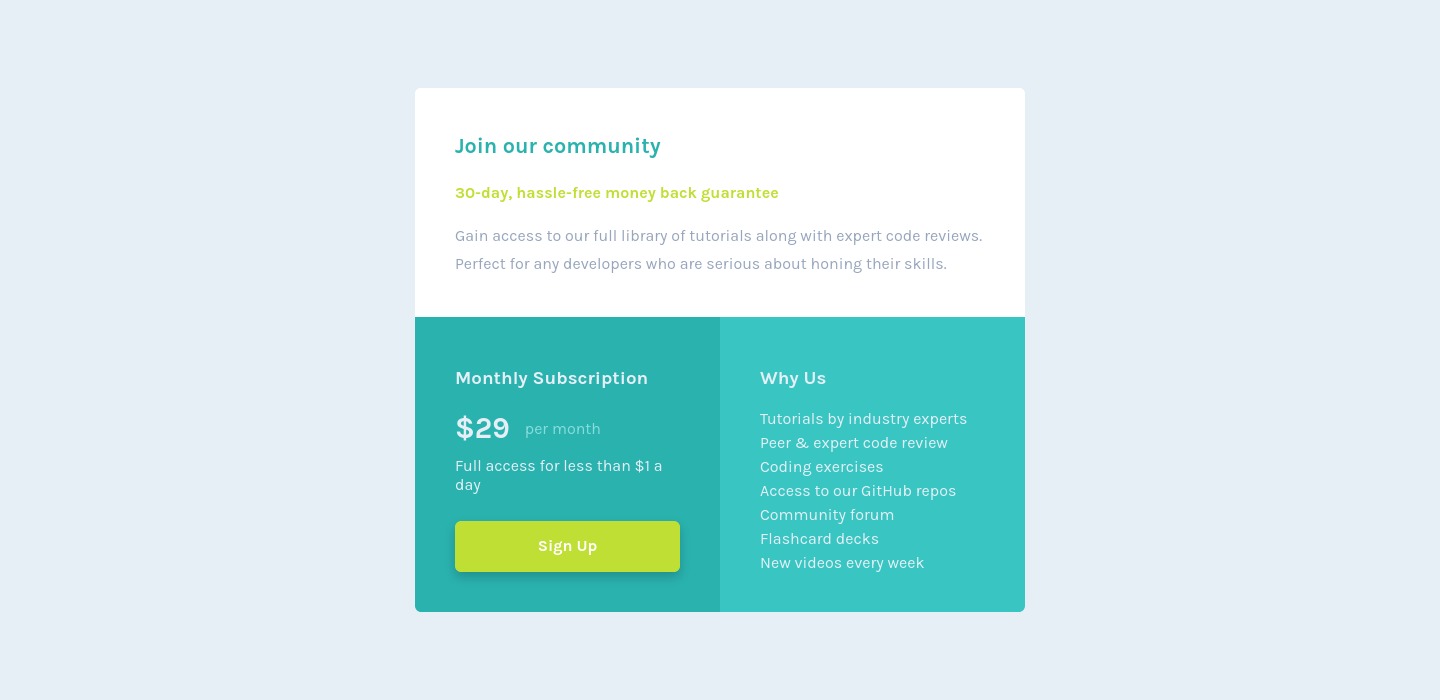 Join our community
30-day, hassle-free money back guarantee
Gain access to our full library of tutorials along with expert code reviews.
Perfect for any developers who are serious about honing their skills.
Monthly Subscription
$29 per month
Full access for less than $1 a
day
Sign Up
Why Us
Tutorials by industry experts
Peer & expert code review
Coding exercises
Access to our GitHub repos
Community forum
Flashcard decks
New videos every week